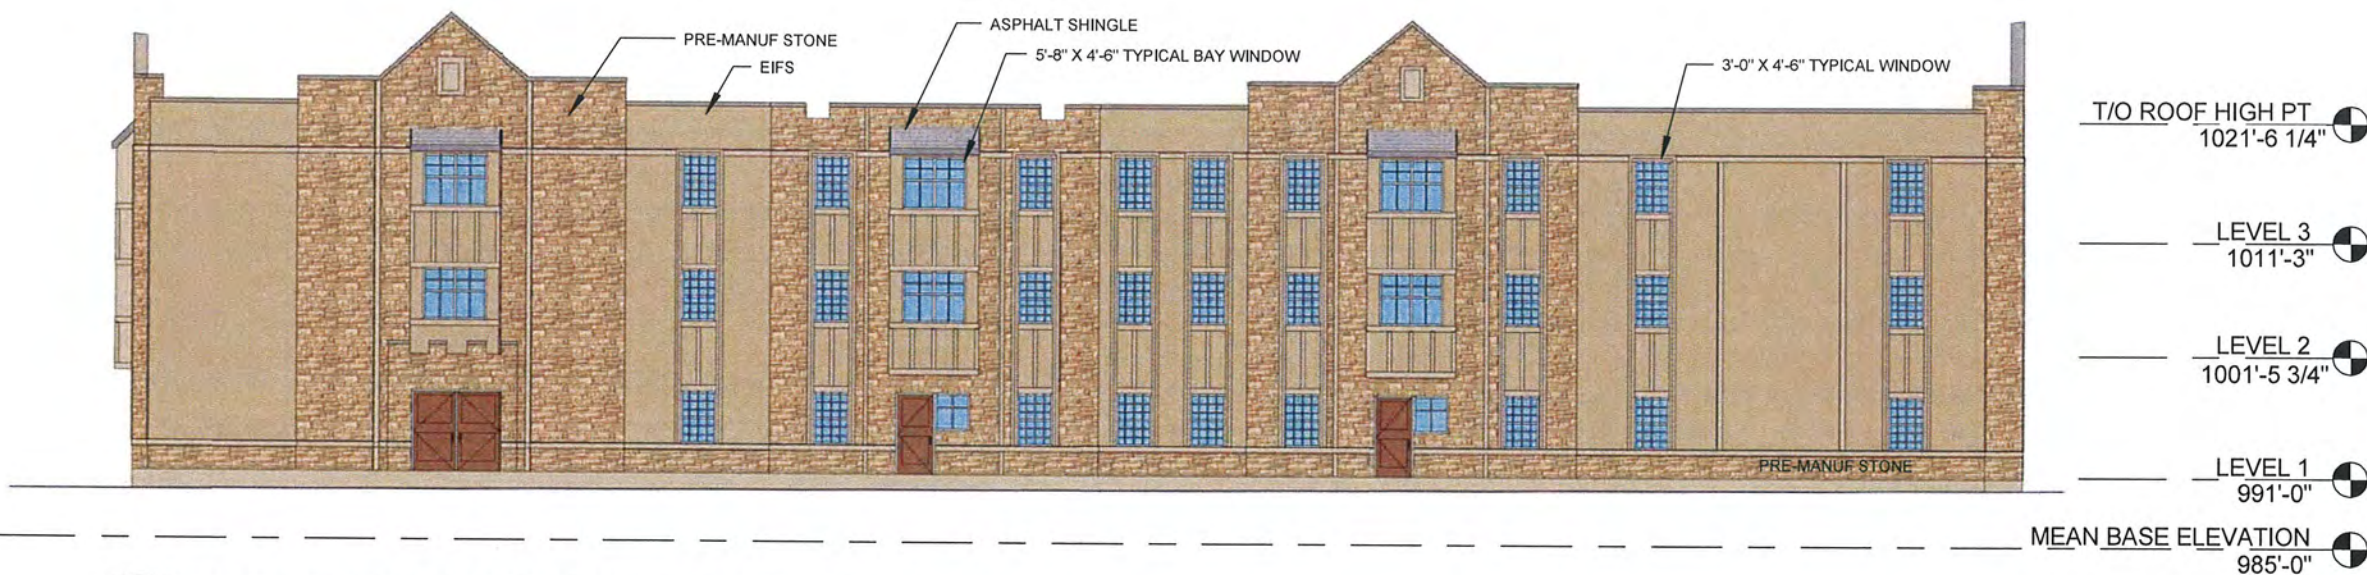 ASPHALT SHINGLE
PRE-MANUF STONE
5'-8" X 4'-6" TYPICAL BAY WINDOW
EIFS
3'-0" X 4'-6" TYPICAL WINDOW
T/O ROOF HIGH PT
1021'-6 1/4"
LEVEL 3
1011'-3"
LEVEL 2
1001'-5 3/4"
PRE-MANUF STONE
LEVEL 1
991'-0"
MEAN BASE ELEVATION
985'-0"